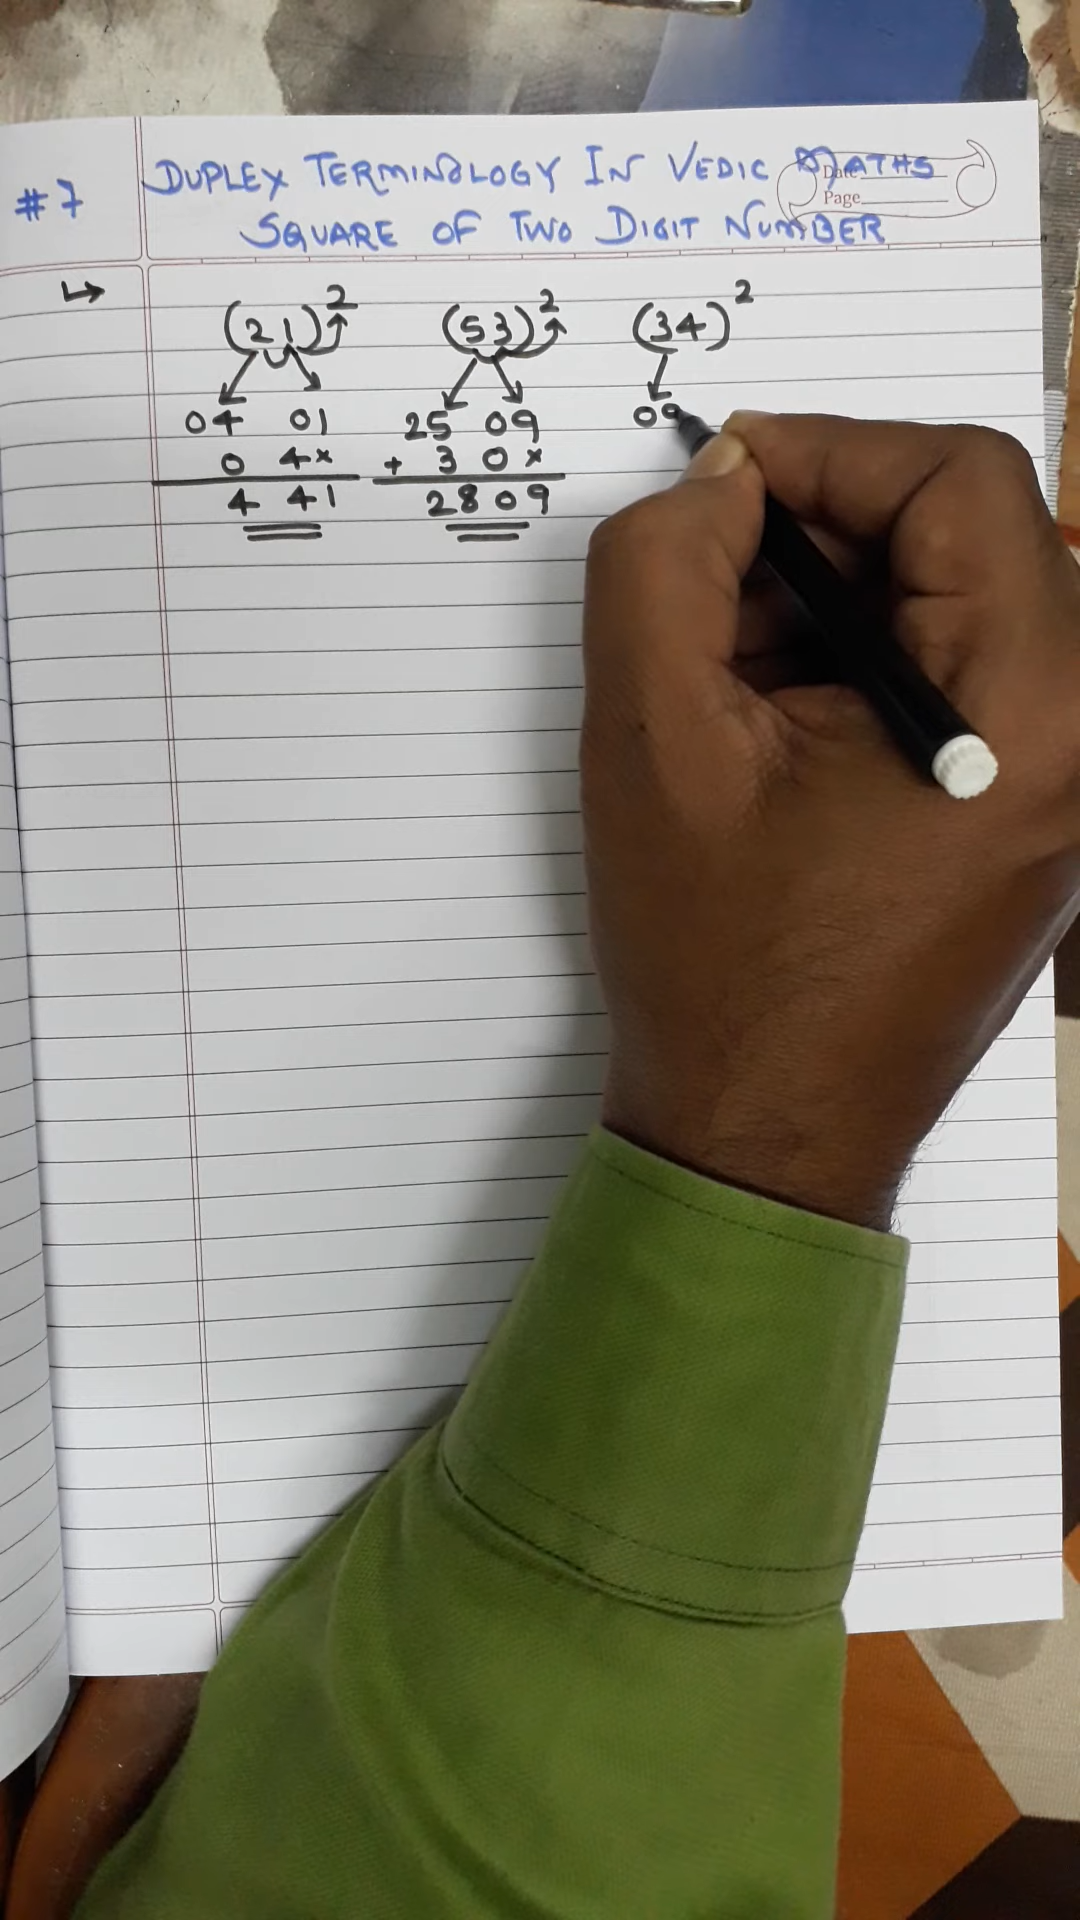 #7
DUPLEX TERMINOLOGY IN VEDIC MATHS
SQUARE OF TWO DIGIT NUMBER
Date
Page
↳ (21)² (53)² (34)²
04 01 25 09 09
0 4x + 3 0 x
4 41 2809